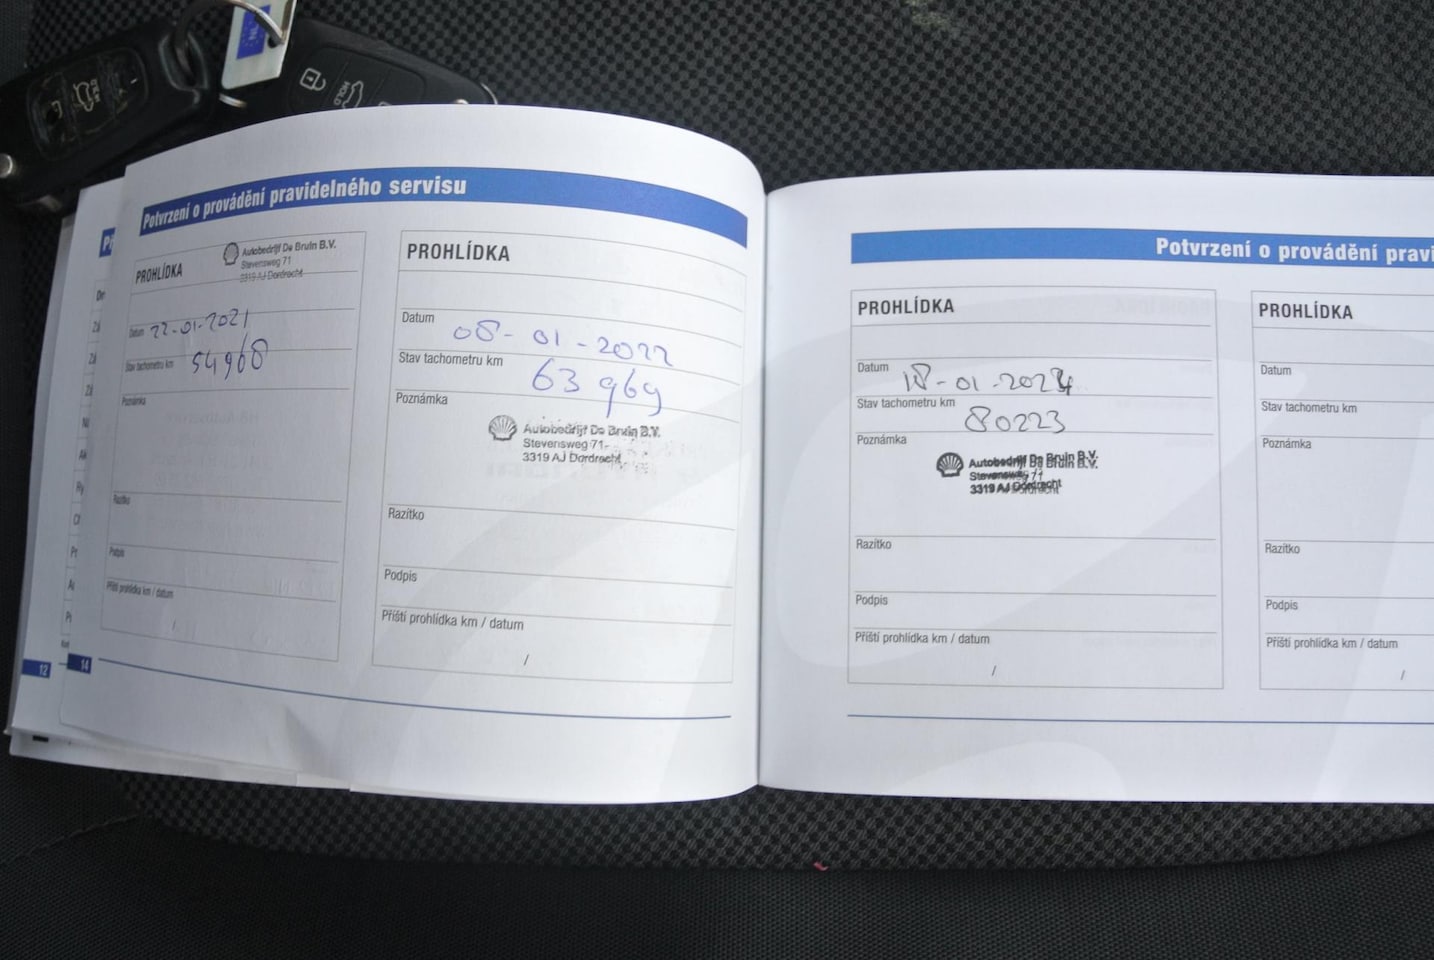 NL
HOLD
Potvrzení o provádění pravidelného servisu
PROHLÍDKA
Autobedrijf De Bruin B.V.
Stevensweg 71
3319 AJ Dordrecht
Datum 22-01-2021
Stav tachometru km 54968
Poznámka
Razítko
Podpis
Příští prohlídka km / datum
/
12
14
PROHLÍDKA
Datum 08-01-2022
Stav tachometru km 63969
Poznámka
Autobedrijf De Bruin B.V.
Stevensweg 71
3319 AJ Dordrecht
Razítko
Podpis
Příští prohlídka km / datum
/
Potvrzení o provádění pravi
PROHLÍDKA
Datum 18-01-2024
Stav tachometru km 80223
Poznámka
Autobedrijf De Bruin B.V.
Stevensweg 71
3319 AJ Dordrecht
Razítko
Podpis
Příští prohlídka km / datum
/
PROHLÍDKA
Datum
Stav tachometru km
Poznámka
Razítko
Podpis
Příští prohlídka km / datum
/